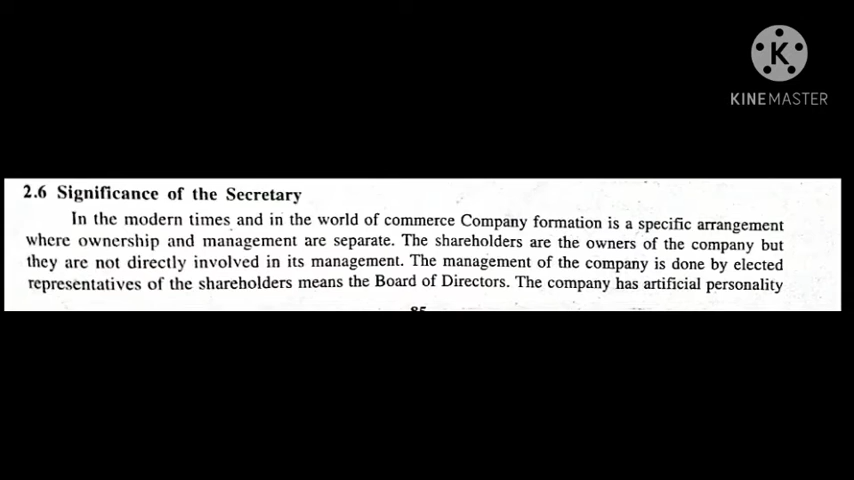 K
KINEMASTER
2.6 Significance of the Secretary
In the modern times and in the world of commerce Company formation is a specific arrangement
where ownership and management are separate. The shareholders are the owners of the company but
they are not directly involved in its management. The management of the company is done by elected
representatives of the shareholders means the Board of Directors. The company has artificial personality